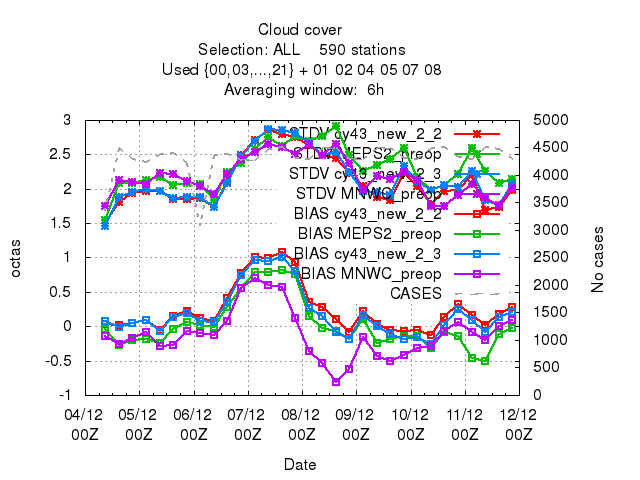 Cloud cover
Selection: ALL    590 stations
Used {00,03,...,21} + 01 02 04 05 07 08
Averaging window:  6h
3
2.5
2
1.5
1
0.5
0
-0.5
-1
octas
5000
4500
4000
3500
3000
2500
2000
1500
1000
500
0
No cases
STDV cy43_new_2_2
STDV MEPS2_preop
STDV cy43_new_2_3
STDV MNWC_preop
BIAS cy43_new_2_2
BIAS MEPS2_preop
BIAS cy43_new_2_3
BIAS MNWC_preop
CASES
04/12 05/12 06/12 07/12 08/12 09/12 10/12 11/12 12/12
00Z 00Z 00Z 00Z 00Z 00Z 00Z 00Z 00Z
Date